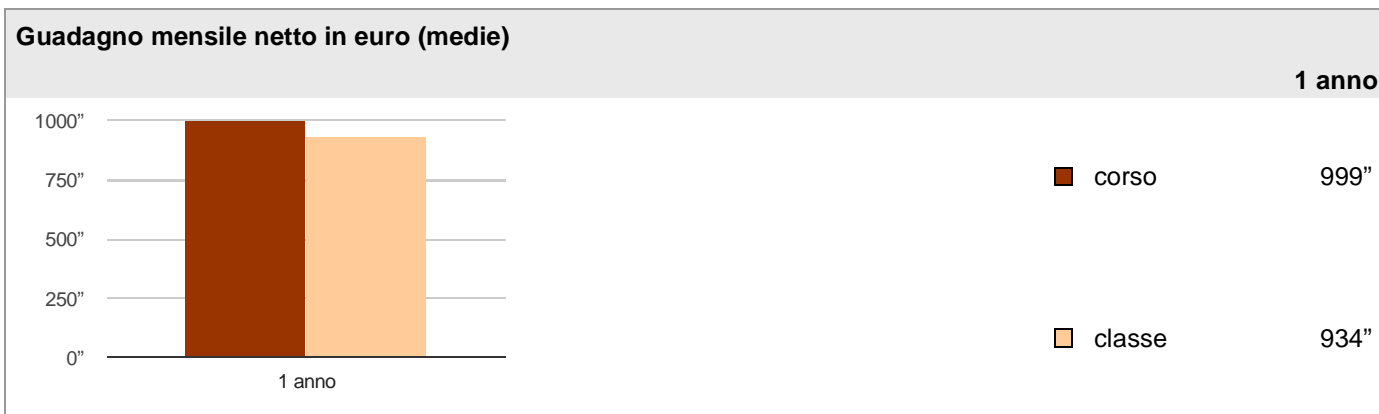 Guadagno mensile netto in euro (medie)
1 anno
1000”
750”
500”
250”
0”
1 anno
corso 999”
classe 934”